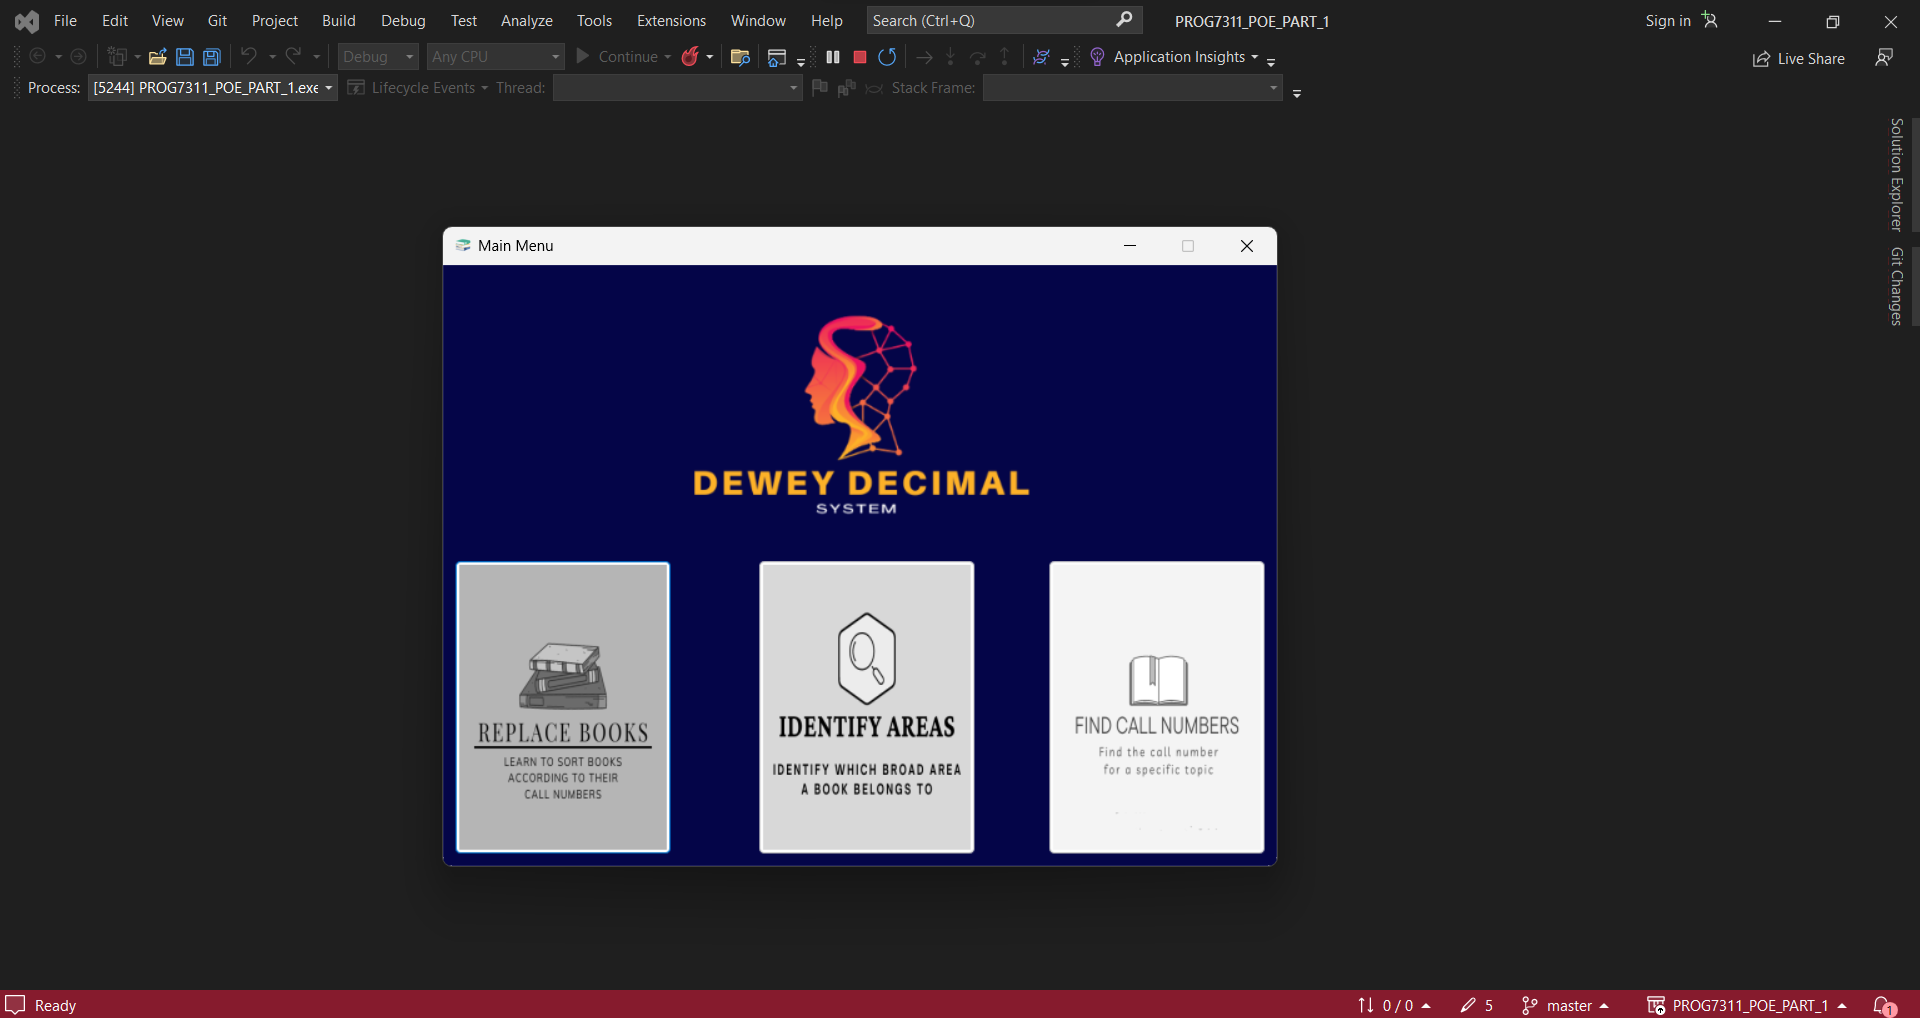 File Edit View Git Project Build Debug Test Analyze Tools Extensions Window Help Search (Ctrl+Q) PROG7311_POE_PART_1 Sign in
Debug Any CPU Continue Application Insights Live Share
Process: [5244] PROG7311_POE_PART_1.exe Lifecycle Events Thread: Stack Frame:
Solution Explorer
Git Changes
Main Menu
DEWEY DECIMAL
SYSTEM
REPLACE BOOKS
LEARN TO SORT BOOKS
ACCORDING TO THEIR
CALL NUMBERS
IDENTIFY AREAS
IDENTIFY WHICH BROAD AREA
A BOOK BELONGS TO
FIND CALL NUMBERS
Find the call number
for a specific topic
Ready 0 / 0 5 master PROG7311_POE_PART_1 1